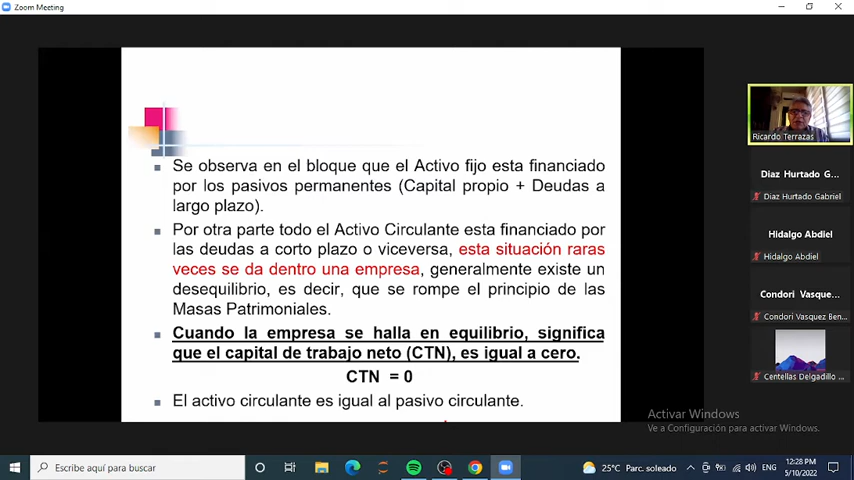 Zoom Meeting
Se observa en el bloque que el Activo fijo esta financiado
por los pasivos permanentes (Capital propio + Deudas a
largo plazo).
Por otra parte todo el Activo Circulante esta financiado por
las deudas a corto plazo o viceversa, esta situación raras
veces se da dentro una empresa, generalmente existe un
desequilibrio, es decir, que se rompe el principio de las
Masas Patrimoniales.
Cuando la empresa se halla en equilibrio, significa
que el capital de trabajo neto (CTN), es igual a cero.
CTN = 0
El activo circulante es igual al pasivo circulante.
Ricardo Terrazas
Diaz Hurtado G...
Diaz Hurtado Gabriel
Hidalgo Abdiel
Hidalgo Abdiel
Condori Vasque...
Condori Vasquez Ben...
Centellas Delgadillo ...
Activar Windows
Ve a Configuración para activar Windows.
Escribe aquí para buscar
25°C Parc. soleado
ENG
12:28 PM
5/10/2022